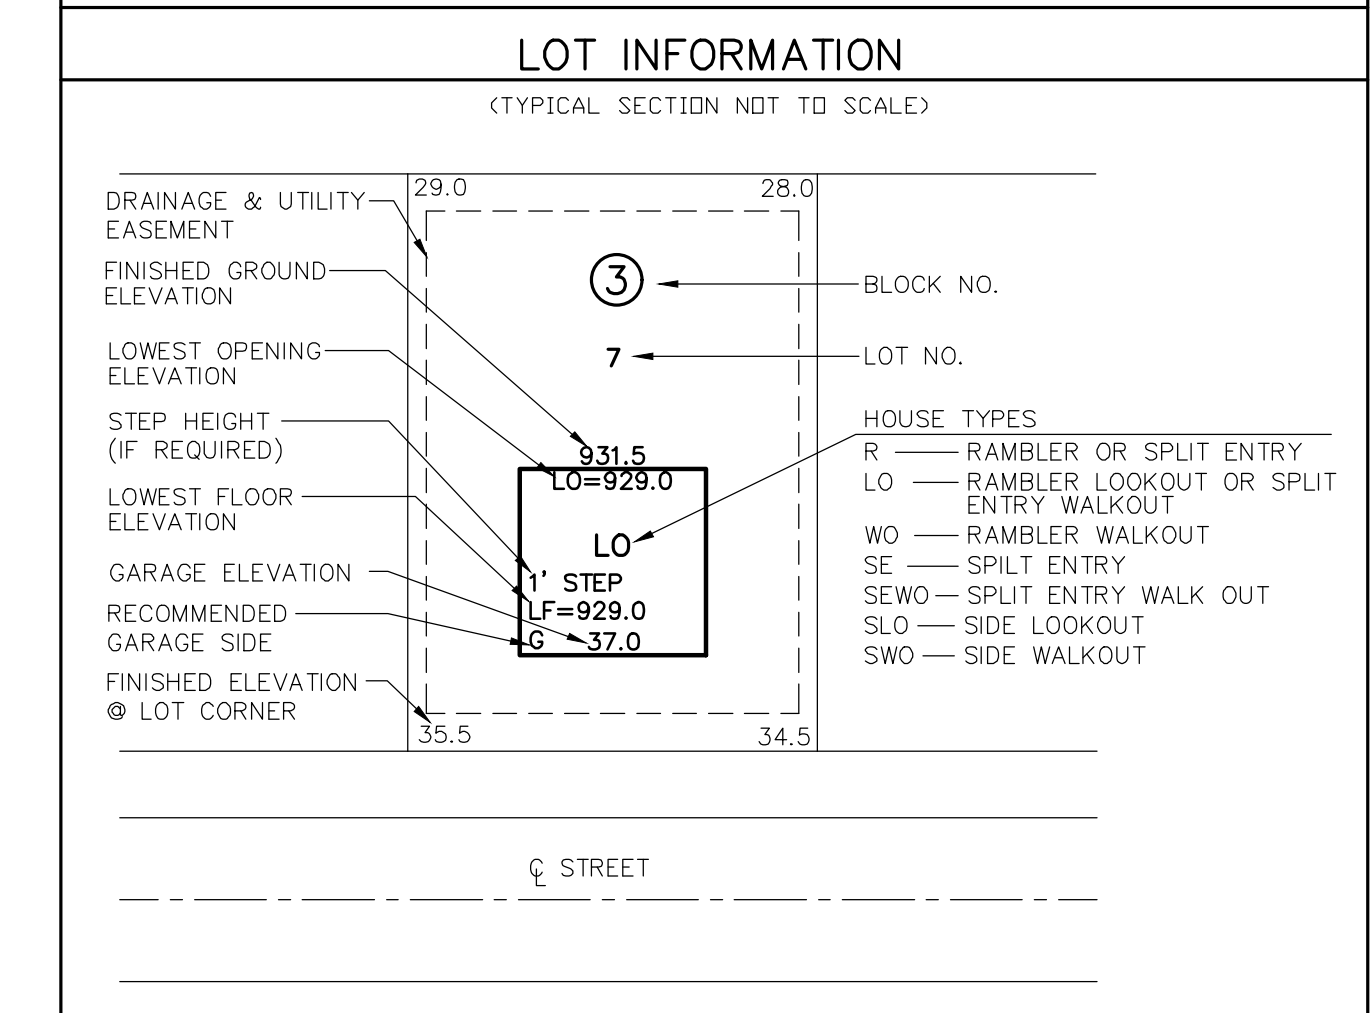 LOT INFORMATION
(TYPICAL SECTION NOT TO SCALE)
29.0
28.0
DRAINAGE & UTILITY
EASEMENT
FINISHED GROUND
ELEVATION
LOWEST OPENING
ELEVATION
STEP HEIGHT
(IF REQUIRED)
LOWEST FLOOR
ELEVATION
GARAGE ELEVATION
RECOMMENDED
GARAGE SIDE
FINISHED ELEVATION
@ LOT CORNER
3
7
931.5
LO=929.0
LO
1' STEP
LF=929.0
G
37.0
35.5
34.5
BLOCK NO.
LOT NO.
HOUSE TYPES
R RAMBLER OR SPLIT ENTRY
LO RAMBLER LOOKOUT OR SPLIT
ENTRY WALKOUT
WO RAMBLER WALKOUT
SE SPILT ENTRY
SEWO SPLIT ENTRY WALK OUT
SLO SIDE LOOKOUT
SWO SIDE WALKOUT
℄ STREET